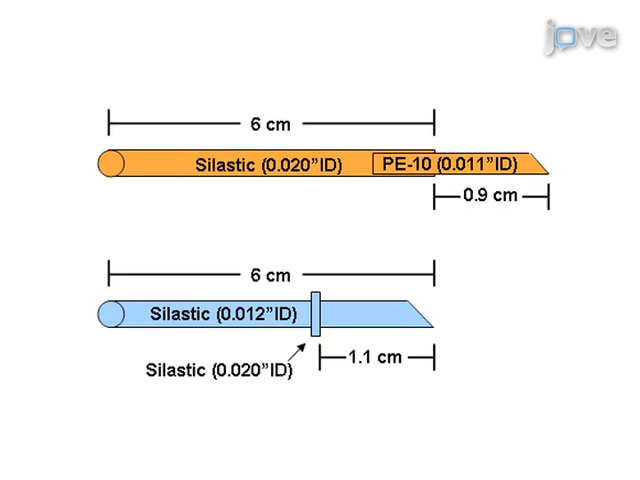 jove
6 cm
Silastic (0.020”ID)
PE-10 (0.011”ID)
0.9 cm
6 cm
Silastic (0.012”ID)
1.1 cm
Silastic (0.020”ID)